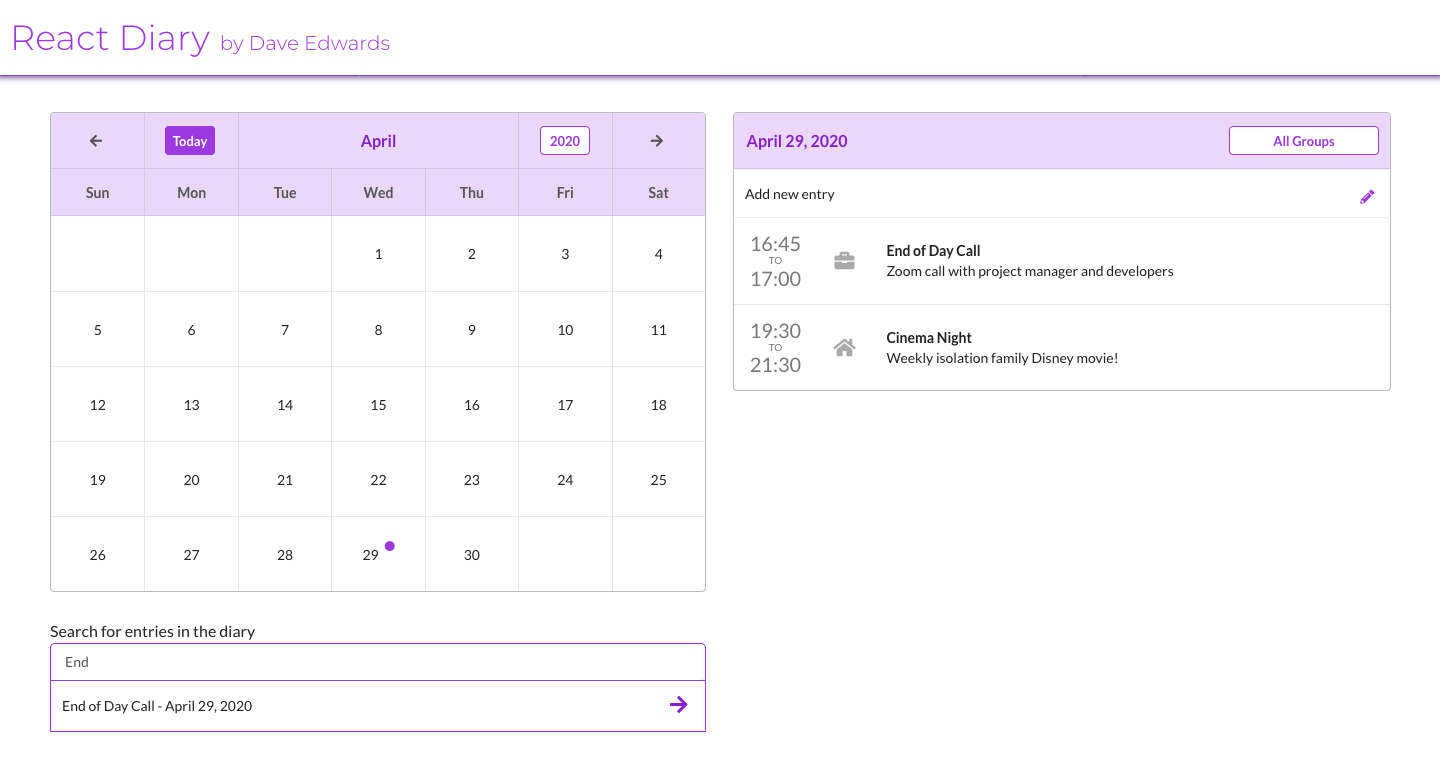 React Diary by Dave Edwards
Today April 2020
Sun Mon Tue Wed Thu Fri Sat
1 2 3 4
5 6 7 8 9 10 11
12 13 14 15 16 17 18
19 20 21 22 23 24 25
26 27 28 29 30
Search for entries in the diary
End
End of Day Call - April 29, 2020
April 29, 2020 All Groups
Add new entry
16:45
TO
17:00
End of Day Call
Zoom call with project manager and developers
19:30
TO
21:30
Cinema Night
Weekly isolation family Disney movie!